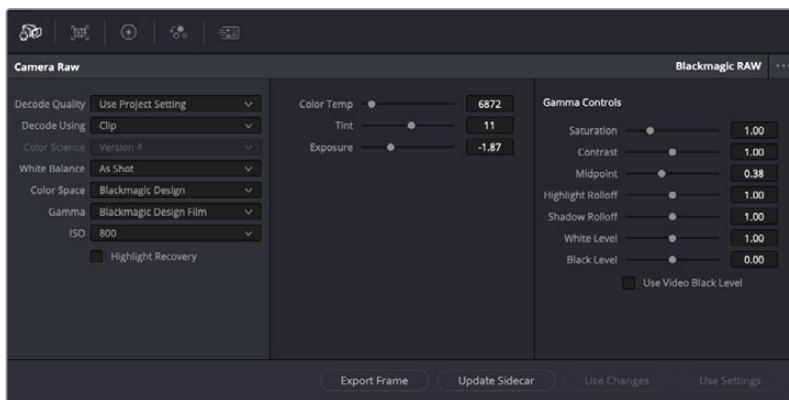 Camera Raw
Blackmagic RAW
Decode Quality Use Project Setting
Decode Using Clip
Color Science Version 4
White Balance As Shot
Color Space Blackmagic Design
Gamma Blackmagic Design Film
ISO 800
Highlight Recovery
Color Temp 6872
Tint 11
Exposure -1.87
Gamma Controls
Saturation 1.00
Contrast 1.00
Midpoint 0.38
Highlight Rolloff 1.00
Shadow Rolloff 1.00
White Level 1.00
Black Level 0.00
Use Video Black Level
Export Frame
Update Sidecar
Use Changes
Use Settings